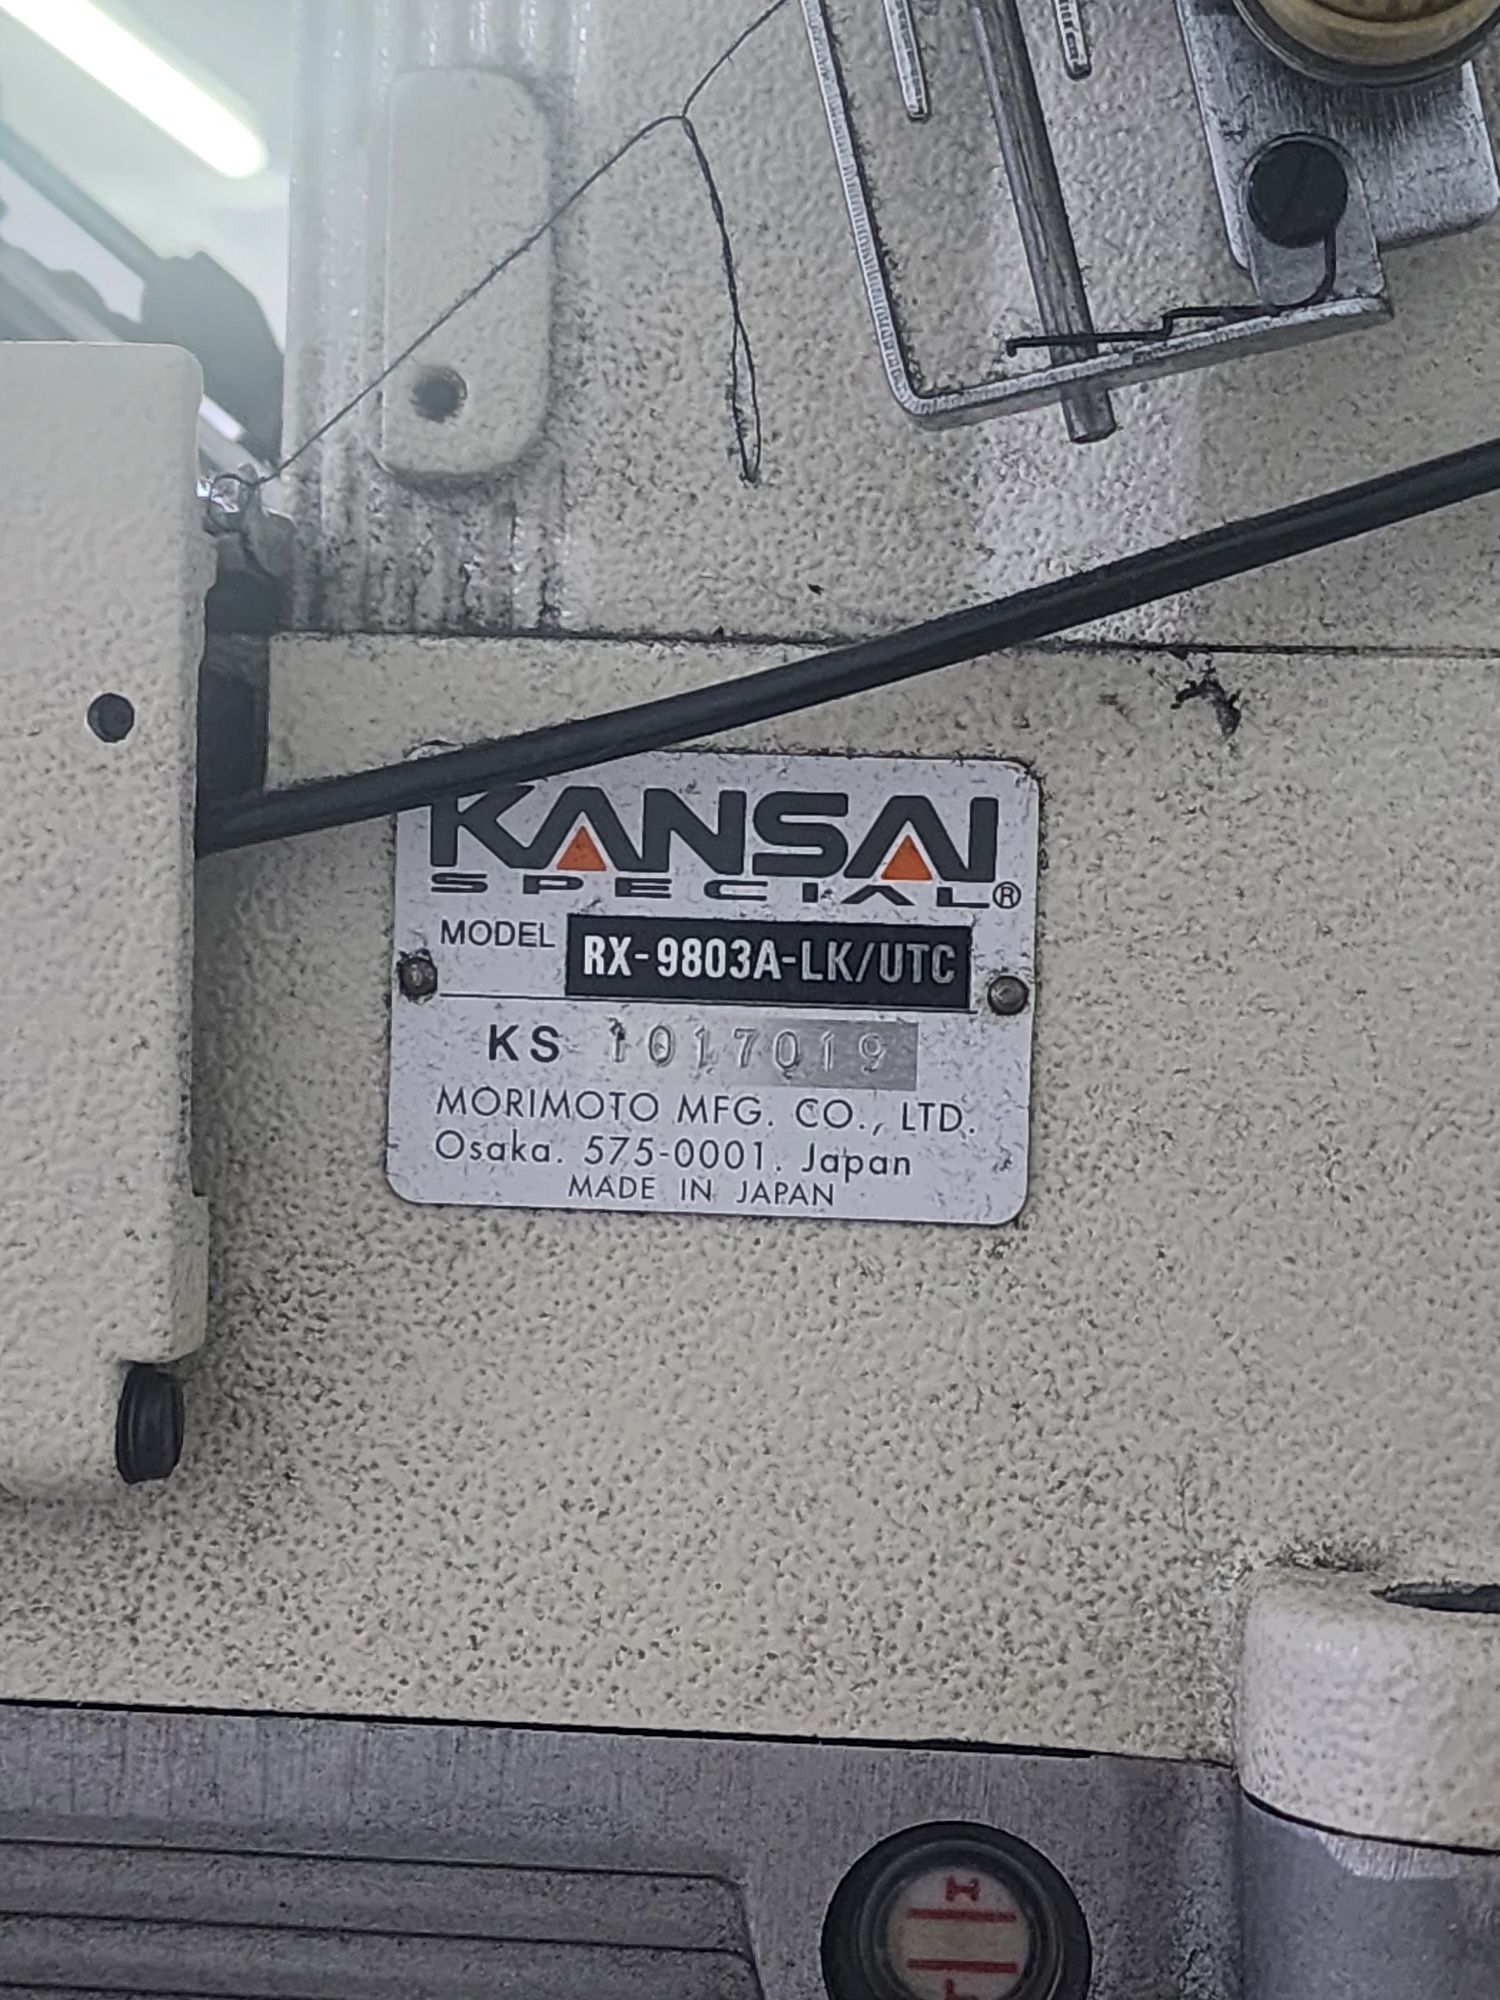 KANSAI
SPECIAL®
MODEL RX-9803A-LK/UTC
KS 1017019
MORIMOTO MFG. CO., LTD.
Osaka. 575-0001. Japan
MADE IN JAPAN
H
L